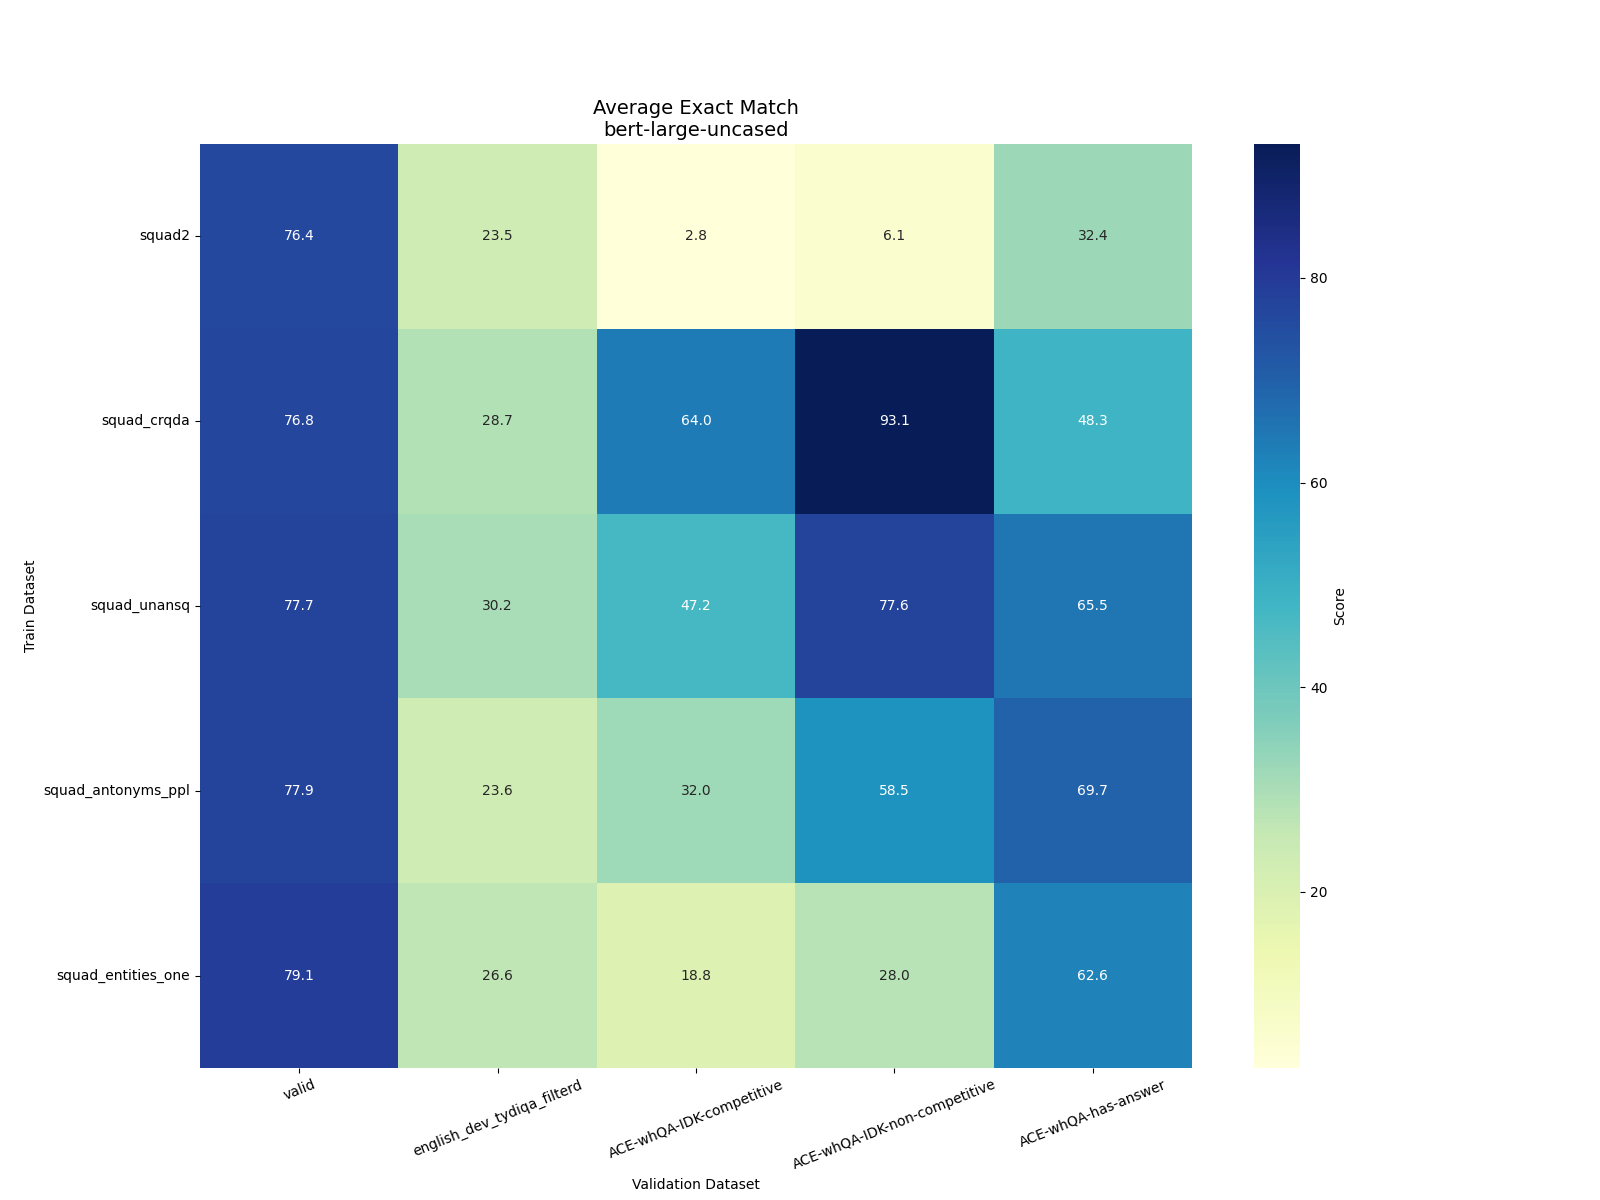 Average Exact Match
bert-large-uncased
squad2 76.4 23.5 2.8 6.1 32.4
squad_crqda 76.8 28.7 64.0 93.1 48.3
squad_unansq 77.7 30.2 47.2 77.6 65.5
squad_antonyms_ppl 77.9 23.6 32.0 58.5 69.7
squad_entities_one 79.1 26.6 18.8 28.0 62.6
Train Dataset
valid
english_dev_tydiqa_filterd
ACE-whQA-IDK-competitive
ACE-whQA-IDK-non-competitive
ACE-whQA-has-answer
Validation Dataset
80
60
40
20
Score